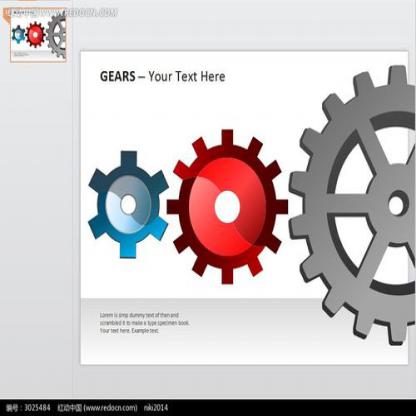 红动中国 WWW.REDOCN.COM
GEARS – Your Text Here
Lorem is simp dummy text of then and
scrambled it to make a type specimen book.
Your text here. Example text.
编号：3025484 红动中国 (www.redocn.com) niki2014